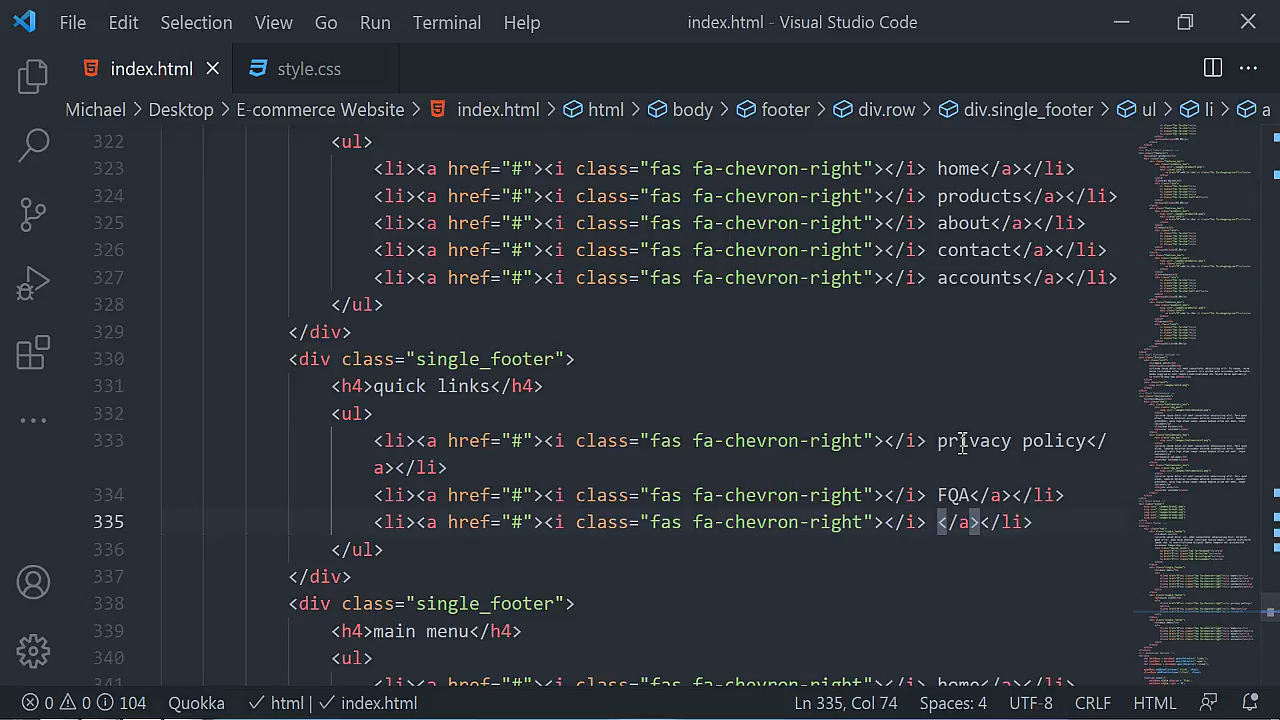 File Edit Selection View Go Run Terminal Help index.html - Visual Studio Code
index.html style.css
Michael > Desktop > E-commerce Website > index.html > html > body > footer > div.row > div.single_footer > ul > li > a
322 <ul>
323 <li><a href="#"><i class="fas fa-chevron-right"></i> home</a></li>
324 <li><a href="#"><i class="fas fa-chevron-right"></i> products</a></li>
325 <li><a href="#"><i class="fas fa-chevron-right"></i> about</a></li>
326 <li><a href="#"><i class="fas fa-chevron-right"></i> contact</a></li>
327 <li><a href="#"><i class="fas fa-chevron-right"></i> accounts</a></li>
328 </ul>
329 </div>
330 <div class="single_footer">
331 <h4>quick links</h4>
332 <ul>
333 <li><a href="#"><i class="fas fa-chevron-right"></i> privacy policy</
a></li>
334 <li><a href="#"><i class="fas fa-chevron-right"></i> FQA</a></li>
335 <li><a href="#"><i class="fas fa-chevron-right"></i> </a></li>
336 </ul>
337 </div>
338 <div class="single_footer">
339 <h4>main menu</h4>
340 <ul>
341 <li><a href="#"><i class="fas fa-chevron-right"></i> home</a></li>
0 0 104 Quokka html index.html Ln 335, Col 74 Spaces: 4 UTF-8 CRLF HTML